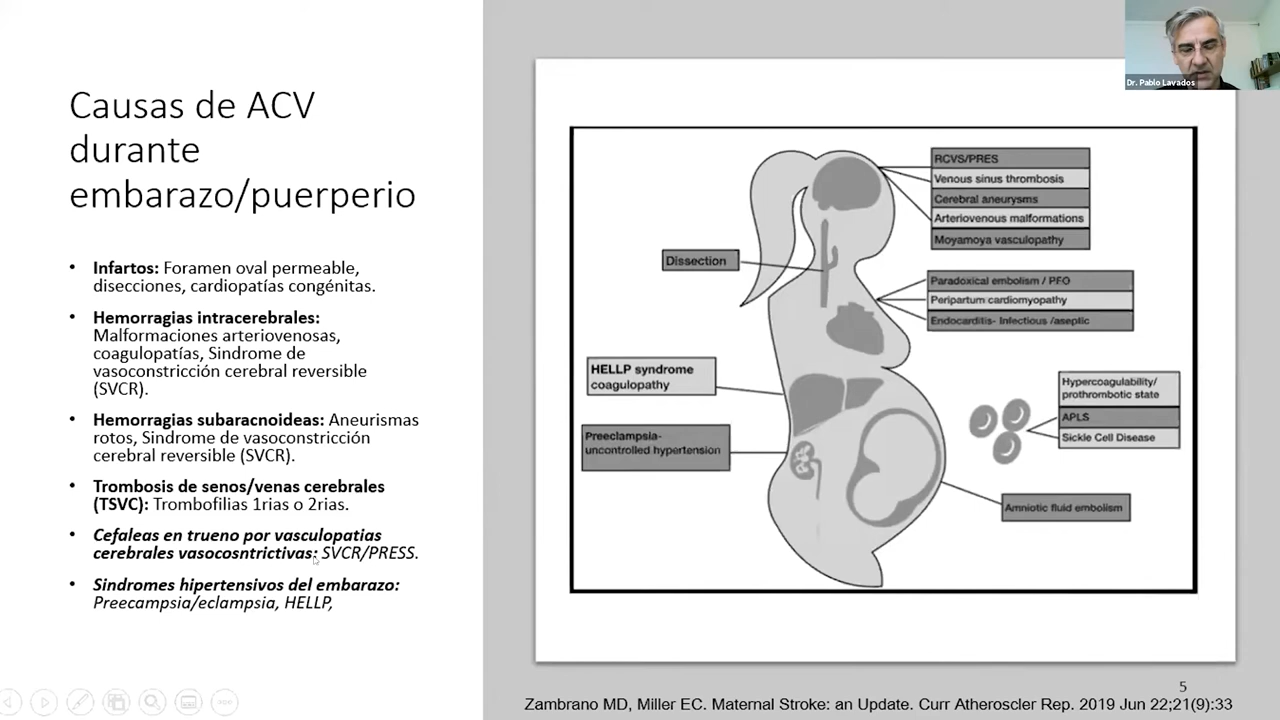 Causas de ACV
durante
embarazo/puerperio
• Infartos: Foramen oval permeable,
disecciones, cardiopatías congénitas.
• Hemorragias intracerebrales:
Malformaciones arteriovenosas,
coagulopatías, Sindrome de
vasoconstricción cerebral reversible
(SVCR).
• Hemorragias subaracnoideas: Aneurismas
rotos, Sindrome de vasoconstricción
cerebral reversible (SVCR).
• Trombosis de senos/venas cerebrales
(TSVC): Trombofilias 1rias o 2rias.
• Cefaleas en trueno por vasculopatias
cerebrales vasocosntrictivas: SVCR/PRESS.
• Sindromes hipertensivos del embarazo:
Preecampsia/eclampsia, HELLP,
Dr. Pablo Lavados
RCVS/PRES
Venous sinus thrombosis
Cerebral aneurysms
Arteriovenous malformations
Moyamoya vasculopathy
Dissection
Paradoxical embolism / PFO
Peripartum cardiomyopathy
Endocarditis- Infectious /aseptic
HELLP syndrome
coagulopathy
Preeclampsia-
uncontrolled hypertension
Hypercoagulability/
prothrombotic state
APLS
Sickle Cell Disease
Amniotic fluid embolism
5
Zambrano MD, Miller EC. Maternal Stroke: an Update. Curr Atheroscler Rep. 2019 Jun 22;21(9):33